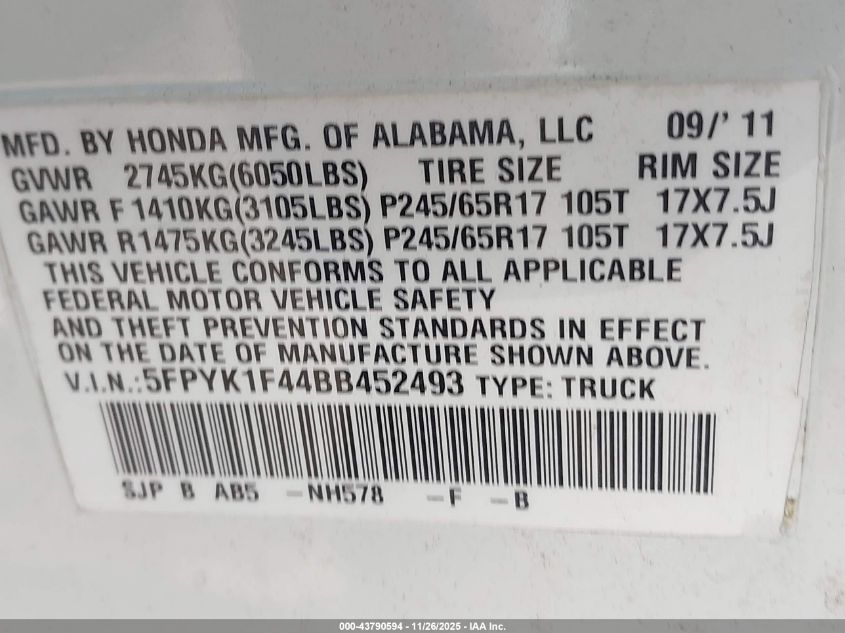 MFD. BY HONDA MFG. OF ALABAMA, LLC 09/' 11
GVWR 2745KG(6050LBS) TIRE SIZE RIM SIZE
GAWR F 1410KG(3105LBS) P245/65R17 105T 17X7.5J
GAWR R1475KG(3245LBS) P245/65R17 105T 17X7.5J
THIS VEHICLE CONFORMS TO ALL APPLICABLE
FEDERAL MOTOR VEHICLE SAFETY
AND THEFT PREVENTION STANDARDS IN EFFECT
ON THE DATE OF MANUFACTURE SHOWN ABOVE.
V.I.N.:5FPYK1F44BB452493 TYPE: TRUCK
SJP B AB5 -NH578 -F -B
000-43790594 - 11/26/2025 - IAA Inc.